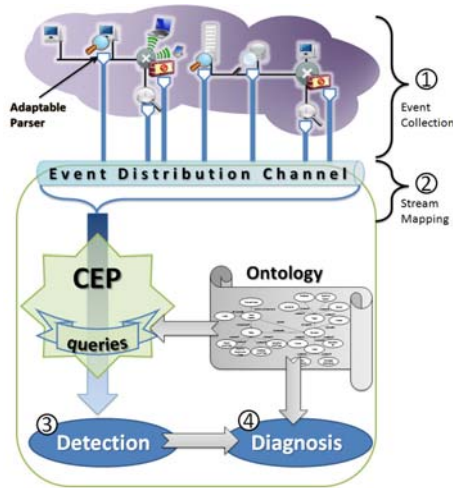 ①
Event
Collection
Adaptable
Parser
Event Distribution Channel
②
Stream
Mapping
CEP
queries
Ontology
③
Detection
④
Diagnosis